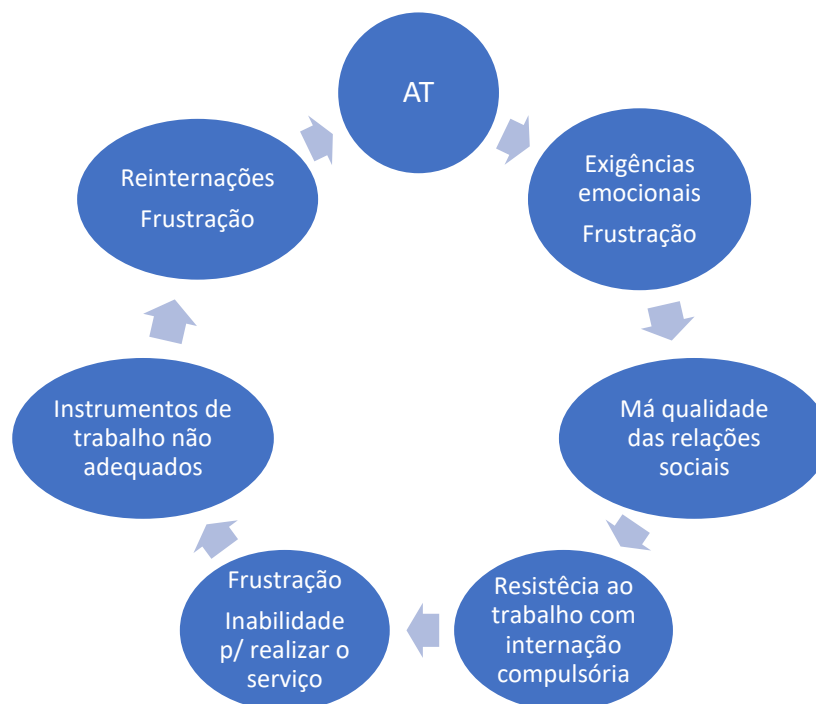 AT
Exigências
emocionais
Frustração
Má qualidade
das relações
sociais
Resistêcia ao
trabalho com
internação
compulsória
Frustração
Inabilidade
p/ realizar o
serviço
Instrumentos de
trabalho não
adequados
Reinternações
Frustração